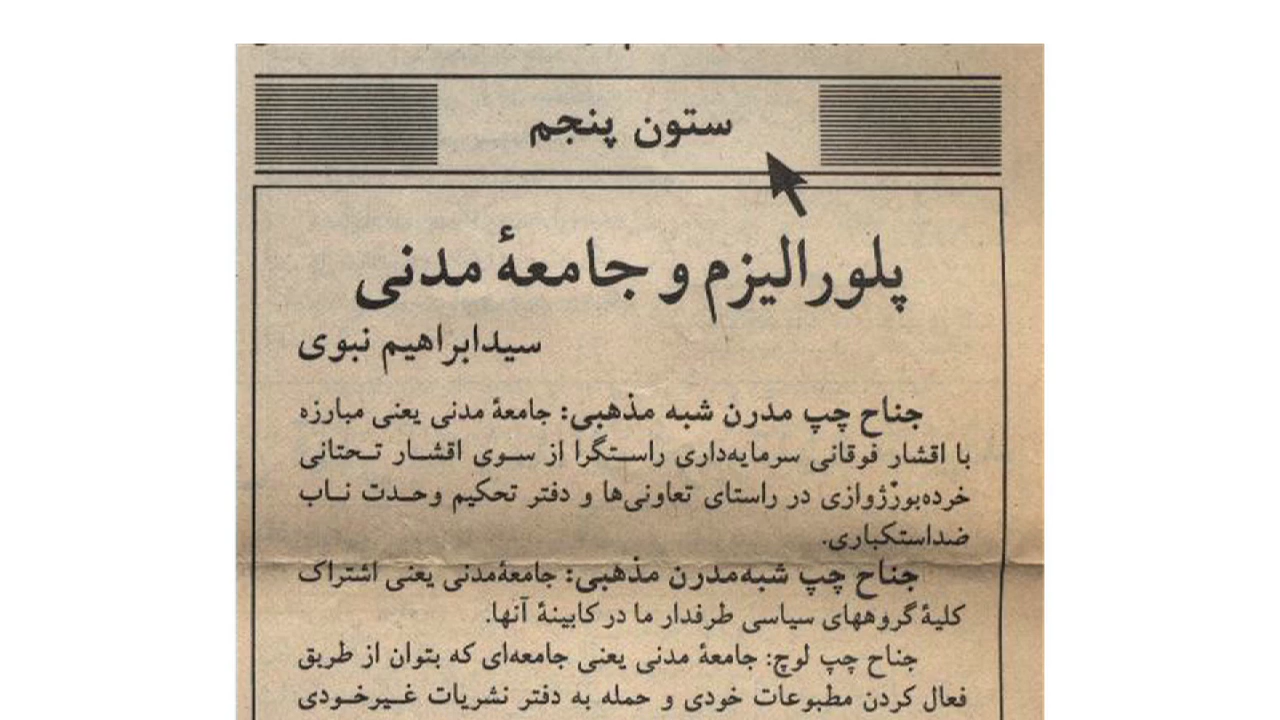 ستون پنجم
پلورالیزم و جامعهٔ مدنی
سیدابراهیم نبوی
جناح چپ مدرن شبه مذهبی: جامعهٔ مدنی یعنی مبارزه
با اقشار فوقانی سرمایه‌داری راستگرا از سوی اقشار تحتانی
خرده‌بورژوازی در راستای تعاونی‌ها و دفتر تحکیم وحدت ناب
ضداستکباری.
جناح چپ شبه‌مدرن مذهبی: جامعهٔمدنی یعنی اشتراک
کلیهٔ گروههای سیاسی طرفدار ما در کابینهٔ آنها.
جناح چپ لوچ: جامعهٔ مدنی یعنی جامعه‌ای که بتوان از طریق
فعال کردن مطبوعات خودی و حمله به دفتر نشریات غیرخودی